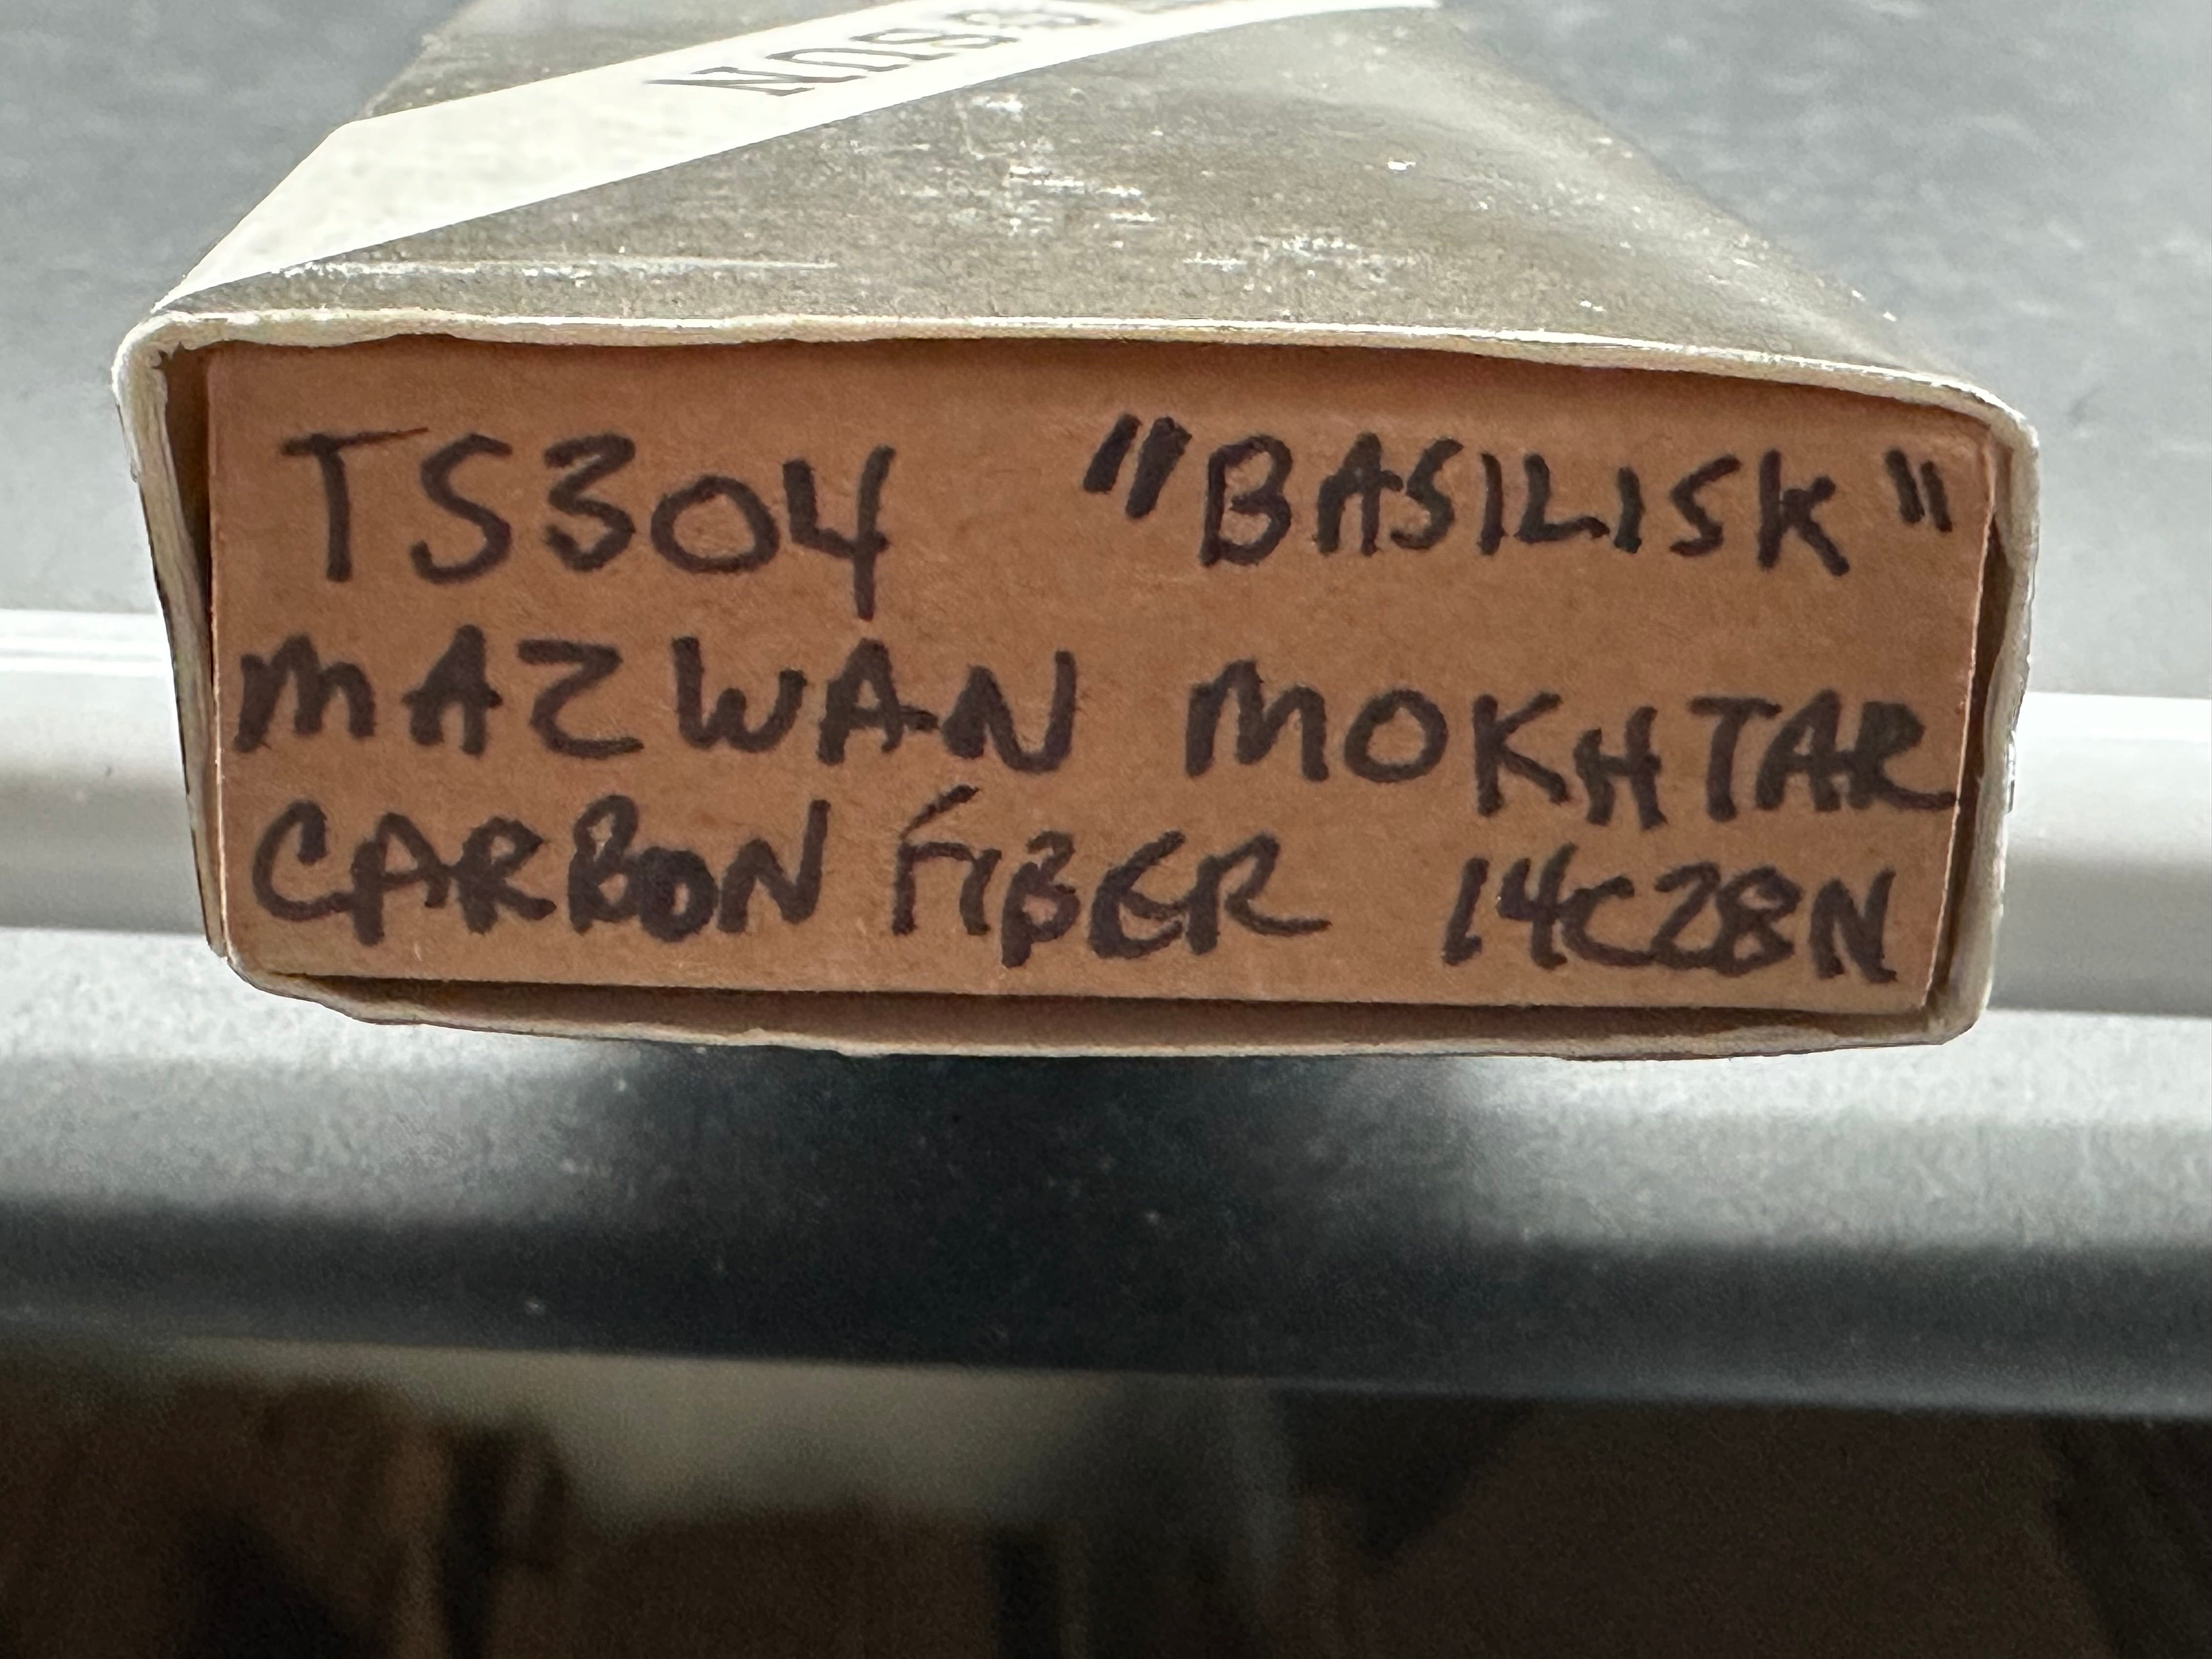 TS304 "BASILISK"
MAZWAN MOKHTAR
CARBON FIBER 14C28N